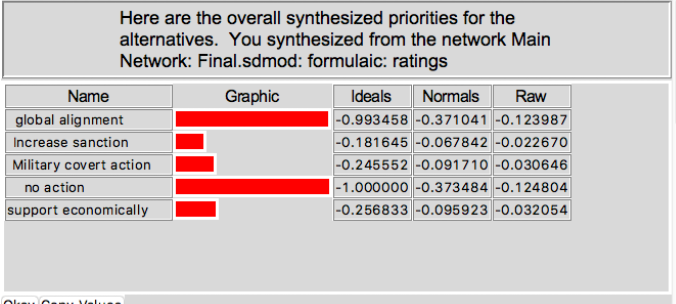 Here are the overall synthesized priorities for the
alternatives. You synthesized from the network Main
Network: Final.sdmod: formulaic: ratings
Name Graphic Ideals Normals Raw
global alignment -0.993458 -0.371041 -0.123987
Increase sanction -0.181645 -0.067842 -0.022670
Military covert action -0.245552 -0.091710 -0.030646
no action -1.000000 -0.373484 -0.124804
support economically -0.256833 -0.095923 -0.032054
Okay Copy Values